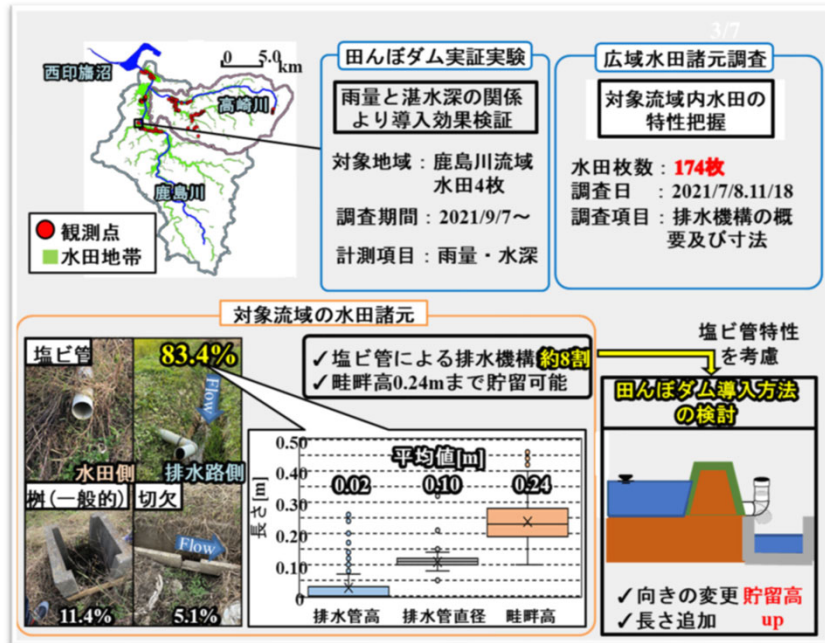 3/7
西印旛沼
0 5.0
km
高崎川
鹿島川
観測点
水田地帯
田んぼダム実証実験
雨量と湛水深の関係
より導入効果検証
対象地域：鹿島川流域
水田4枚
調査期間：2021/9/7～
計測項目：雨量・水深
広域水田諸元調査
対象流域内水田の
特性把握
水田枚数：174枚
調査日：2021/7/8.11/18
調査項目：排水機構の概
要及び寸法
対象流域の水田諸元
塩ビ管
83.4%
Flow
水田側
排水路側
桝(一般的)
切欠
Flow
11.4%
5.1%
✓塩ビ管による排水機構約8割
✓畦畔高0.24mまで貯留可能
平均値[m]
0.02
0.10
0.24
長さ[m]
0.50
0.40
0.30
0.20
0.10
0
排水管高
排水管直径
畦畔高
塩ビ管特性
を考慮
田んぼダム導入方法
の検討
✓向きの変更
✓長さ追加
貯留高
up